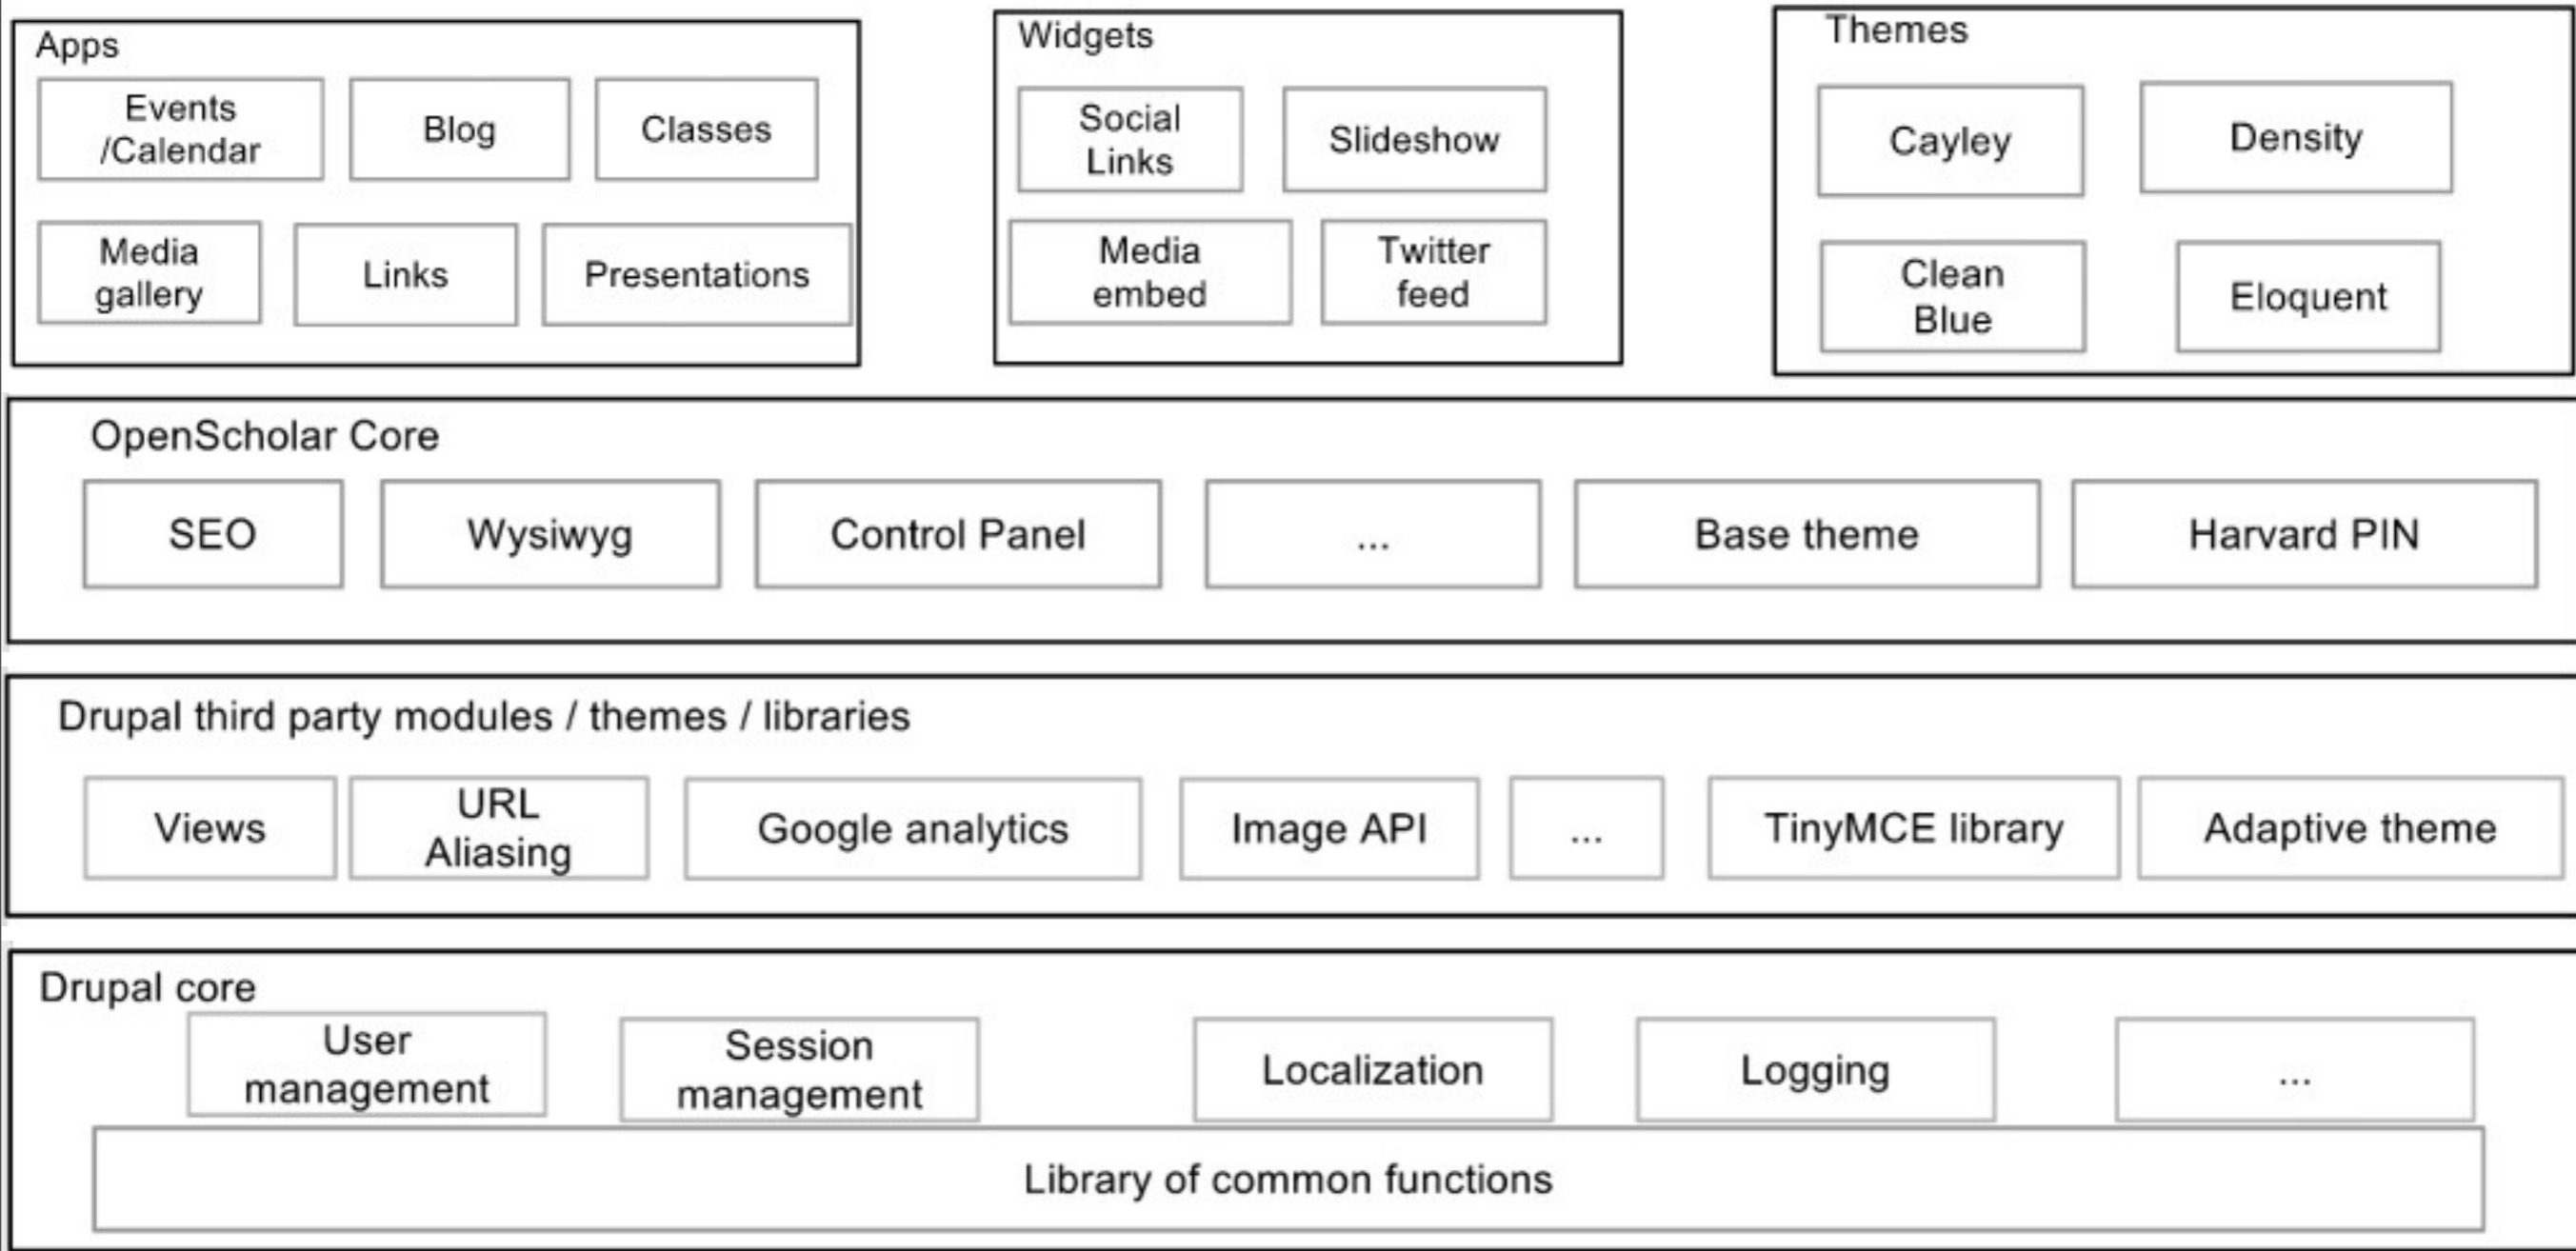 Apps
Events
/Calendar
Blog
Classes
Media
gallery
Links
Presentations
Widgets
Social
Links
Slideshow
Media
embed
Twitter
feed
Themes
Cayley
Density
Clean
Blue
Eloquent
OpenScholar Core
SEO
Wysiwyg
Control Panel
...
Base theme
Harvard PIN
Drupal third party modules / themes / libraries
Views
URL
Aliasing
Google analytics
Image API
...
TinyMCE library
Adaptive theme
Drupal core
User
management
Session
management
Localization
Logging
...
Library of common functions